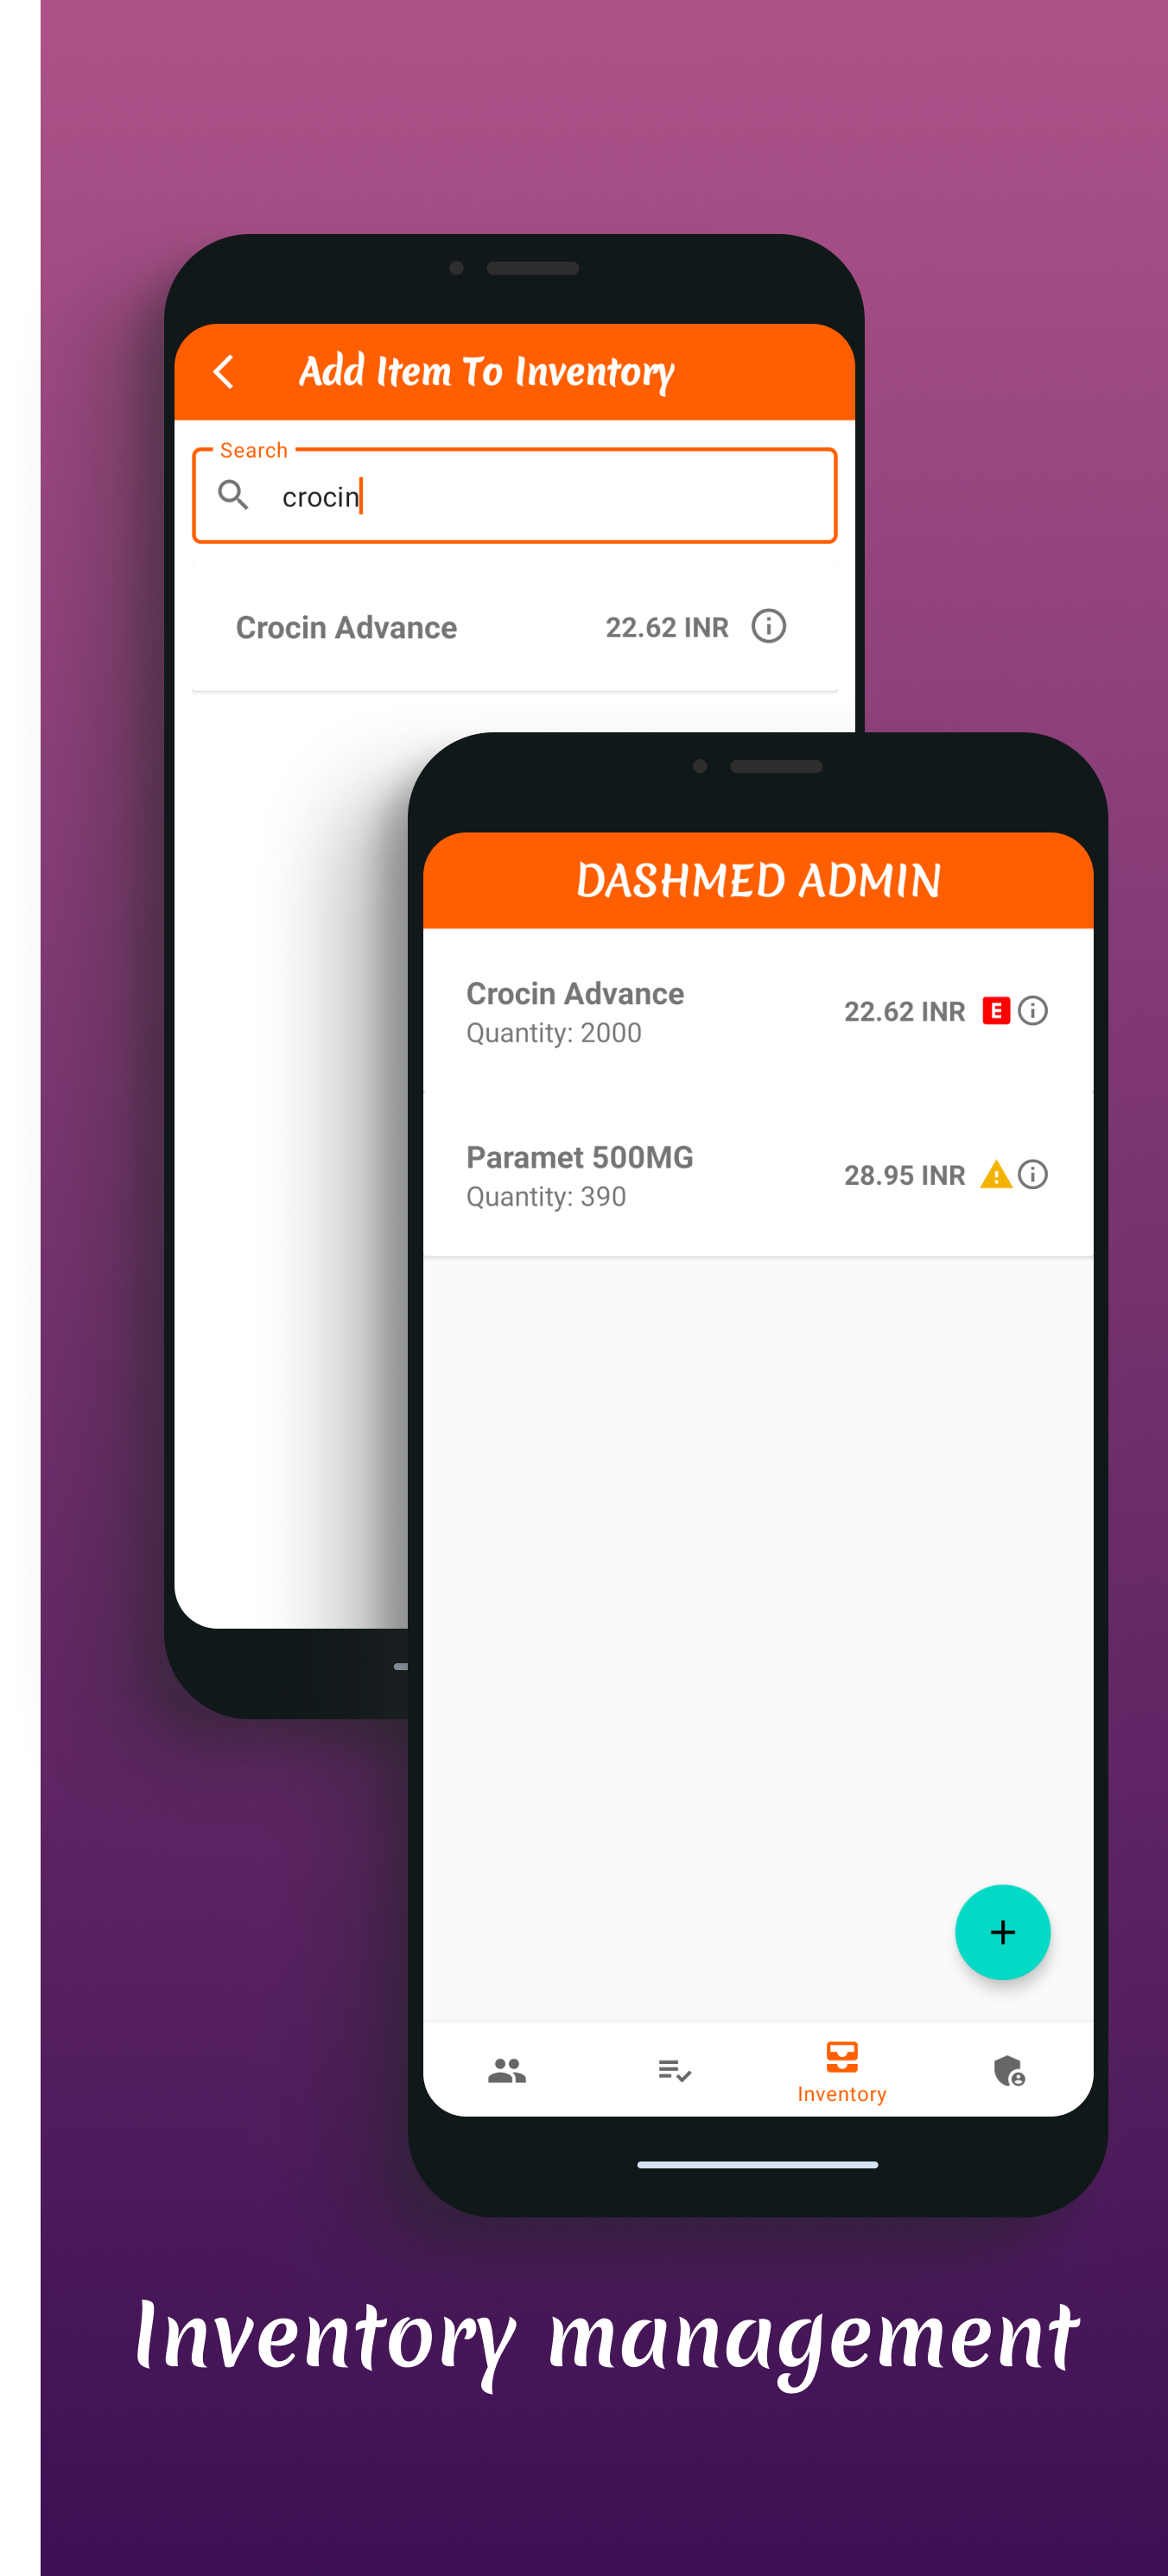 Add Item To Inventory
Search
crocin
Crocin Advance 22.62 INR
DASHMED ADMIN
Crocin Advance
Quantity: 2000
22.62 INR E
Paramet 500MG
Quantity: 390
28.95 INR
Inventory
Inventory management